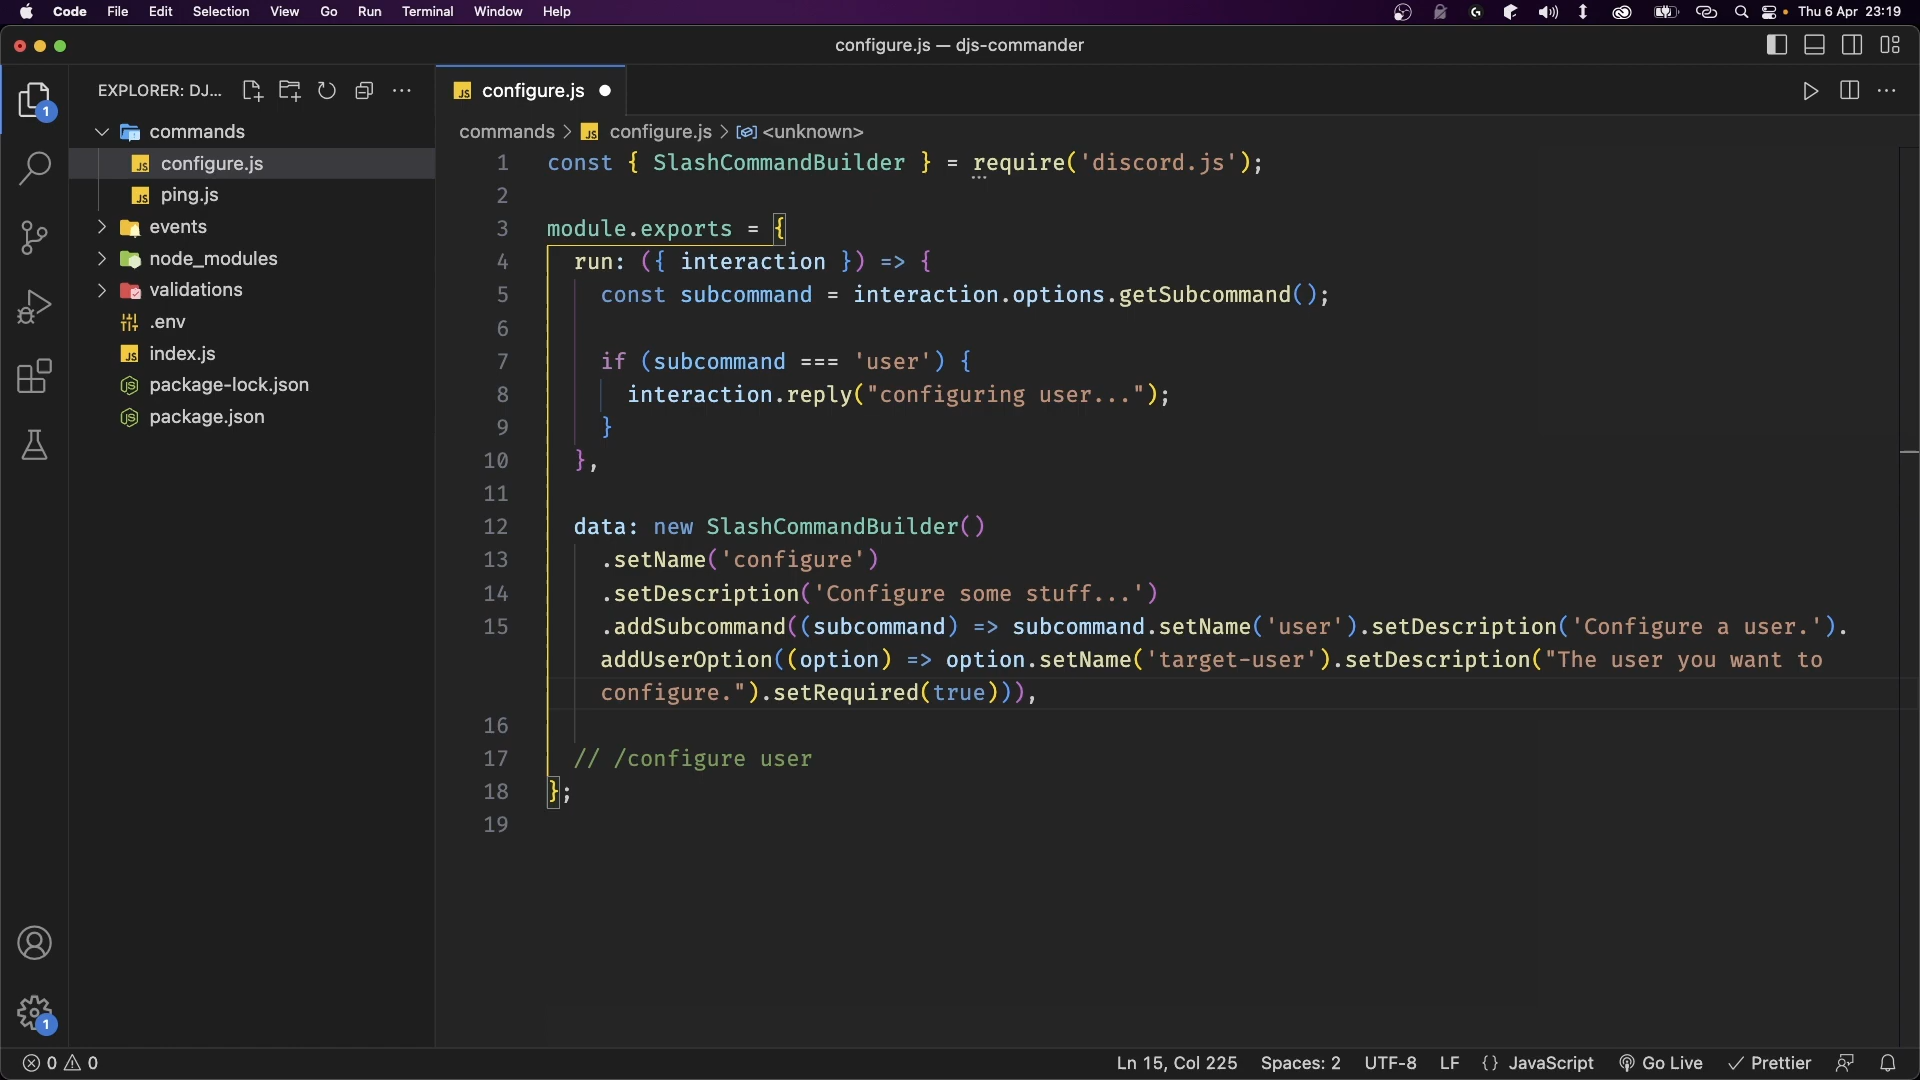 Code File Edit Selection View Go Run Terminal Window Help Thu 6 Apr 23:19
configure.js — djs-commander
EXPLORER: DJ...
configure.js
commands
configure.js
ping.js
events
node_modules
validations
.env
index.js
package-lock.json
package.json
1
commands > configure.js > <unknown>
1 const { SlashCommandBuilder } = require('discord.js');
2
3 module.exports = {
4 run: ({ interaction }) => {
5 const subcommand = interaction.options.getSubcommand();
6
7 if (subcommand === 'user') {
8 interaction.reply("configuring user...");
9 }
10 },
11
12 data: new SlashCommandBuilder()
13 .setName('configure')
14 .setDescription('Configure some stuff...')
15 .addSubcommand((subcommand) => subcommand.setName('user').setDescription('Configure a user.').
addUserOption((option) => option.setName('target-user').setDescription("The user you want to
configure.").setRequired(true))),
16
17 // /configure user
18 };
19
1
0 0 Ln 15, Col 225 Spaces: 2 UTF-8 LF {} JavaScript Go Live Prettier